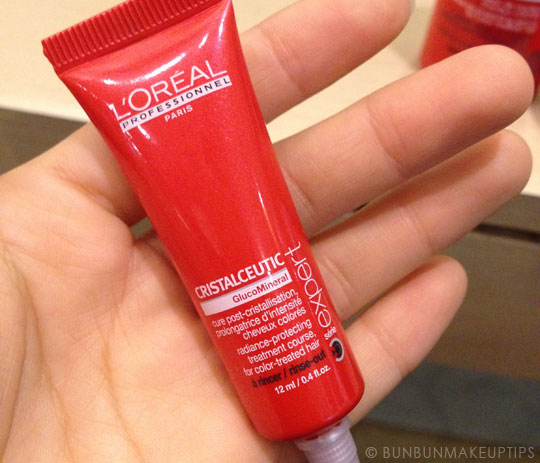 L'ORÉAL
PROFESSIONNEL
PARIS
CRISTALCEUTIC
GlucoMineral
cure post-cristallisation,
prolongatrice d'intensité
cheveux colorés
radiance-protecting
treatment course,
for color-treated hair
à rincer / rinse-out
12 ml / 0.4 fl.oz.
série
expert
© BUNBUNMAKEUPTIPS